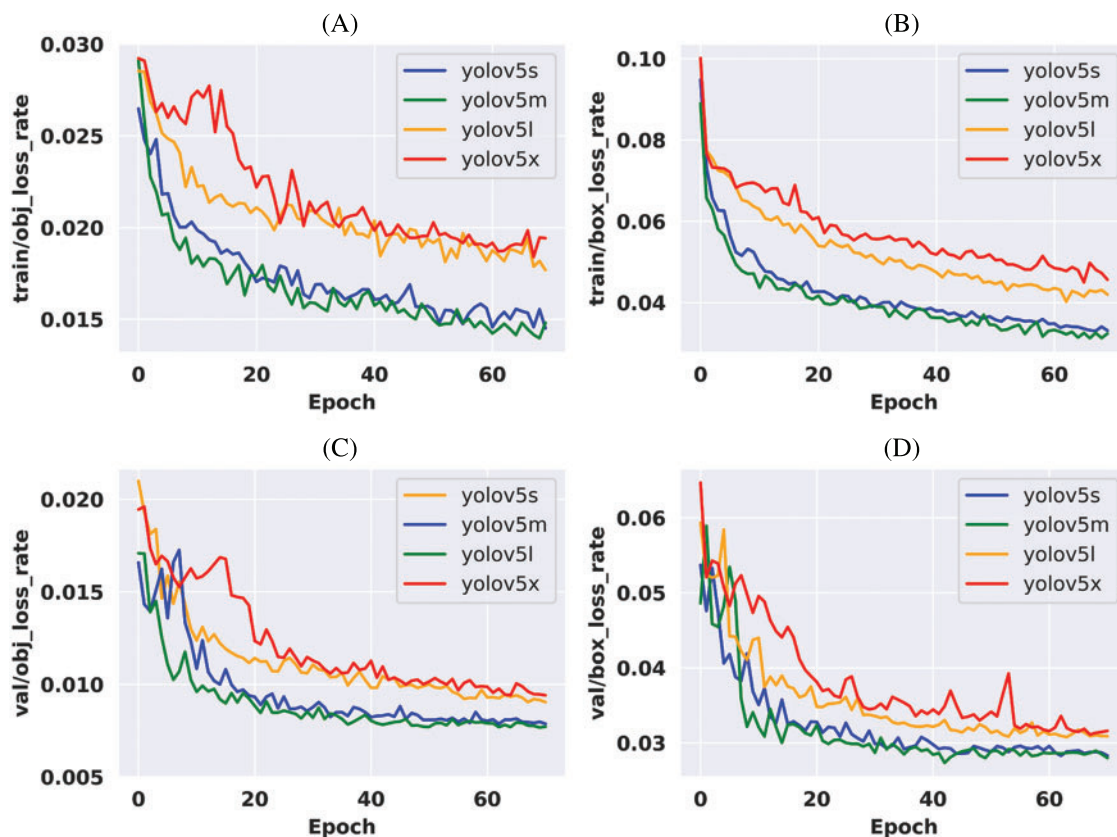 (A)
train/obj_loss_rate
0.030
0.025
0.020
0.015
yolov5s
yolov5m
yolov5l
yolov5x
0 20 40 60
Epoch
(B)
train/box_loss_rate
0.10
0.08
0.06
0.04
yolov5s
yolov5m
yolov5l
yolov5x
0 20 40 60
Epoch
(C)
val/obj_loss_rate
0.020
0.015
0.010
0.005
yolov5s
yolov5m
yolov5l
yolov5x
0 20 40 60
Epoch
(D)
val/box_loss_rate
0.06
0.05
0.04
0.03
yolov5s
yolov5m
yolov5l
yolov5x
0 20 40 60
Epoch